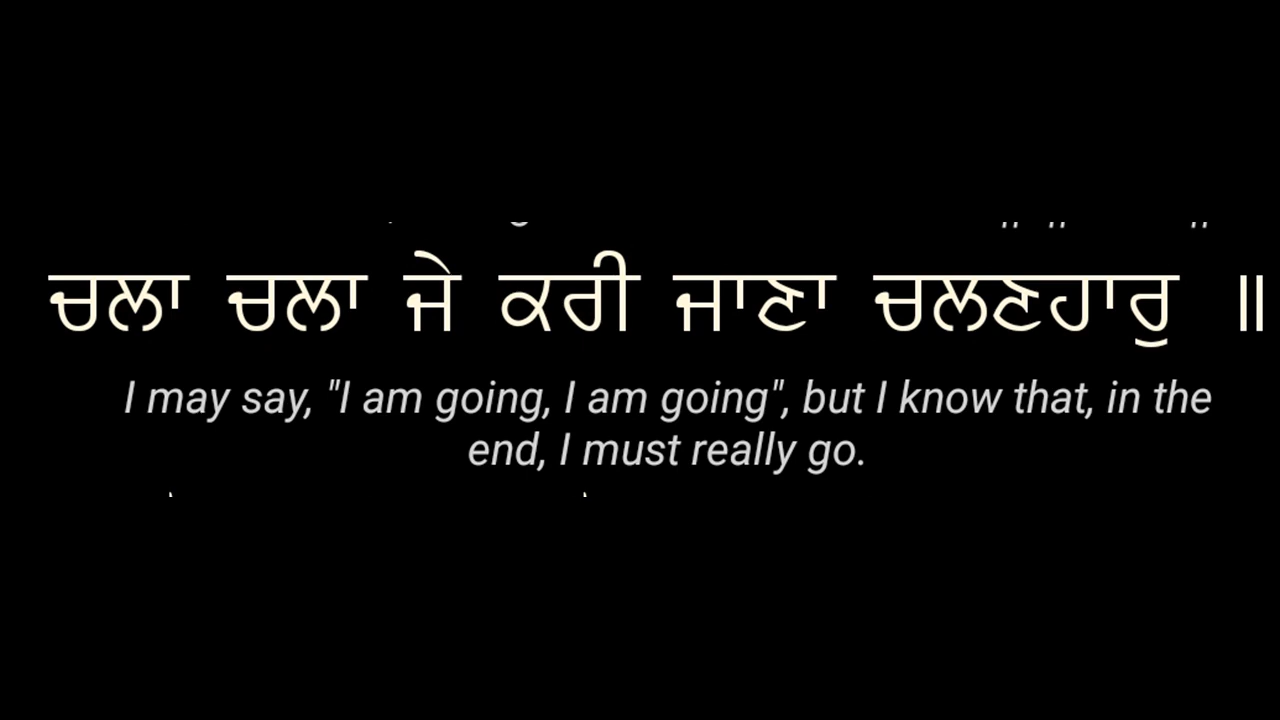 ਚਲਾ ਚਲਾ ਜੇ ਕਰੀ ਜਾਣਾ ਚਲਣਹਾਰੁ ॥
I may say, "I am going, I am going", but I know that, in the
end, I must really go.